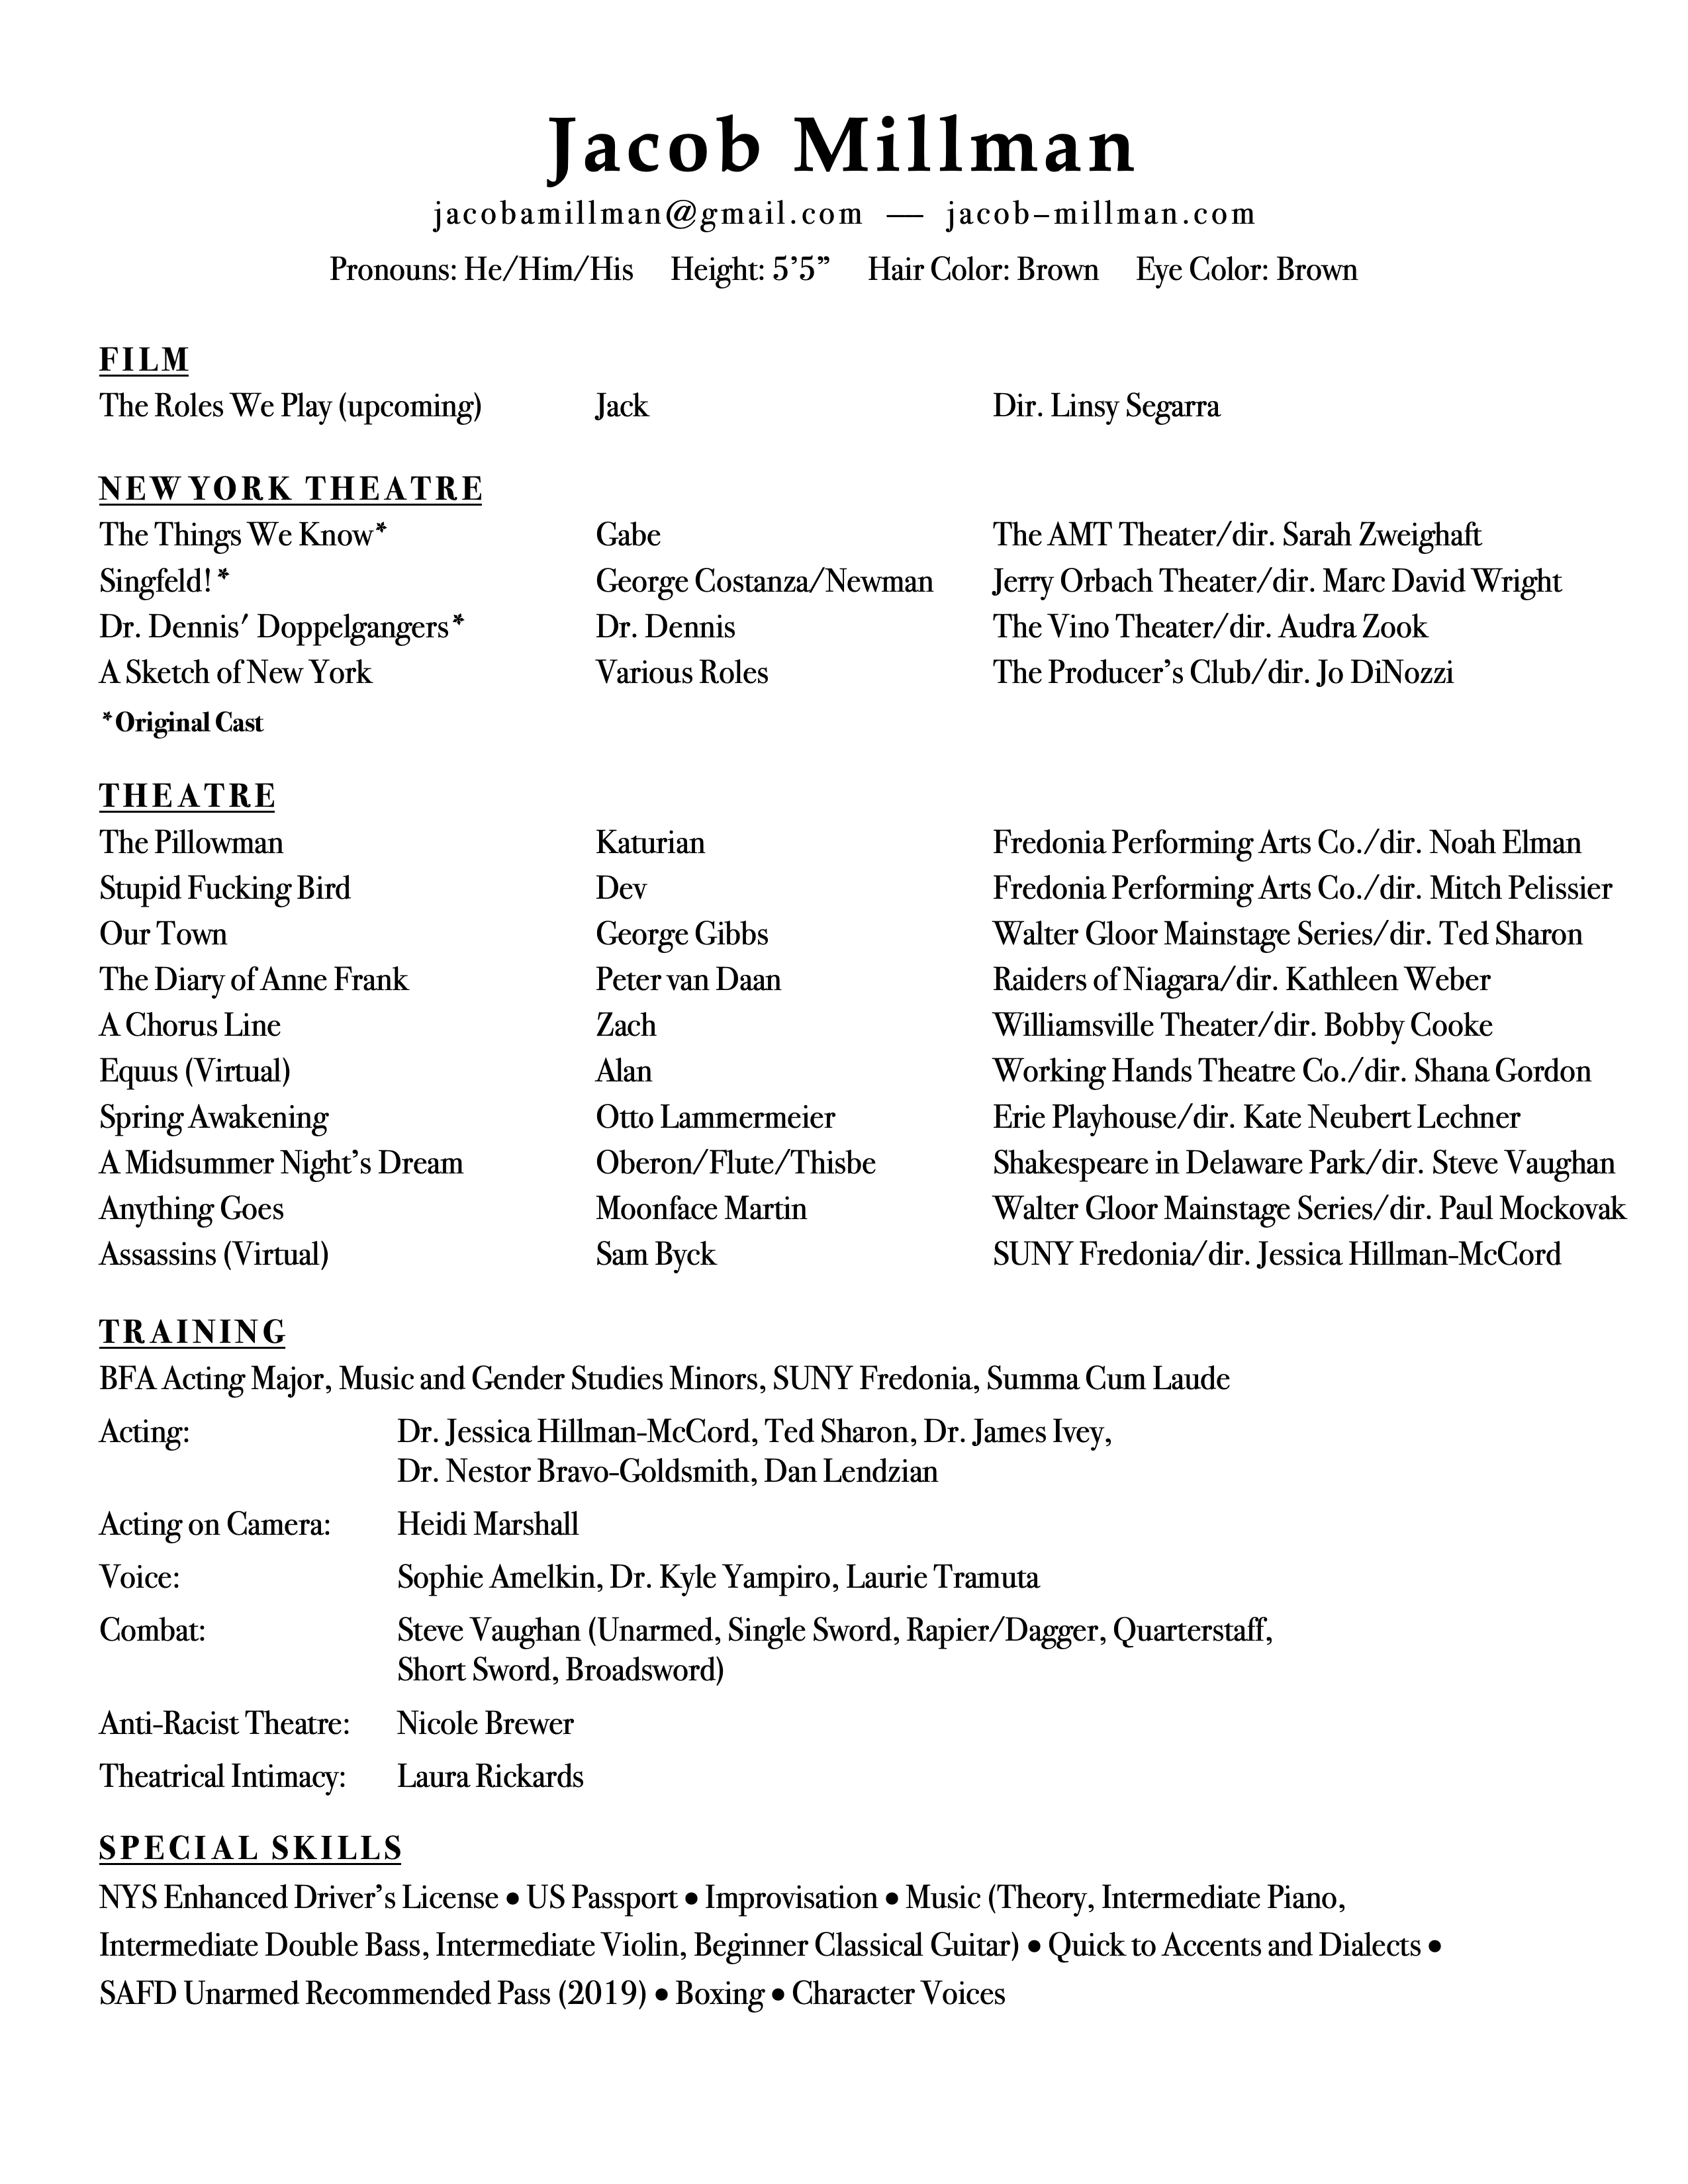 Jacob Millman
jacobamillman@gmail.com — jacob-millman.com
Pronouns: He/Him/His Height: 5’5” Hair Color: Brown Eye Color: Brown
FILM
The Roles We Play (upcoming) Jack Dir. Linsy Segarra
NEW YORK THEATRE
The Things We Know* Gabe The AMT Theater/dir. Sarah Zweighaft
Singfeld! * George Costanza/Newman Jerry Orbach Theater/dir. Marc David Wright
Dr. Dennis' Doppelgangers* Dr. Dennis The Vino Theater/dir. Audra Zook
A Sketch of New York Various Roles The Producer’s Club/dir. Jo DiNozzi
*Original Cast
THEATRE
The Pillowman Katurian Fredonia Performing Arts Co./dir. Noah Elman
Stupid Fucking Bird Dev Fredonia Performing Arts Co./dir. Mitch Pelissier
Our Town George Gibbs Walter Gloor Mainstage Series/dir. Ted Sharon
The Diary of Anne Frank Peter van Daan Raiders of Niagara/dir. Kathleen Weber
A Chorus Line Zach Williamsville Theater/dir. Bobby Cooke
Equus (Virtual) Alan Working Hands Theatre Co./dir. Shana Gordon
Spring Awakening Otto Lammermeier Erie Playhouse/dir. Kate Neubert Lechner
A Midsummer Night’s Dream Oberon/Flute/Thisbe Shakespeare in Delaware Park/dir. Steve Vaughan
Anything Goes Moonface Martin Walter Gloor Mainstage Series/dir. Paul Mockovak
Assassins (Virtual) Sam Byck SUNY Fredonia/dir. Jessica Hillman-McCord
TRAINING
BFA Acting Major, Music and Gender Studies Minors, SUNY Fredonia, Summa Cum Laude
Acting: Dr. Jessica Hillman-McCord, Ted Sharon, Dr. James Ivey,
Dr. Nestor Bravo-Goldsmith, Dan Lendzian
Acting on Camera: Heidi Marshall
Voice: Sophie Amelkin, Dr. Kyle Yampiro, Laurie Tramuta
Combat: Steve Vaughan (Unarmed, Single Sword, Rapier/Dagger, Quarterstaff,
Short Sword, Broadsword)
Anti-Racist Theatre: Nicole Brewer
Theatrical Intimacy: Laura Rickards
SPECIAL SKILLS
NYS Enhanced Driver’s License • US Passport • Improvisation • Music (Theory, Intermediate Piano,
Intermediate Double Bass, Intermediate Violin, Beginner Classical Guitar) • Quick to Accents and Dialects •
SAFD Unarmed Recommended Pass (2019) • Boxing • Character Voices